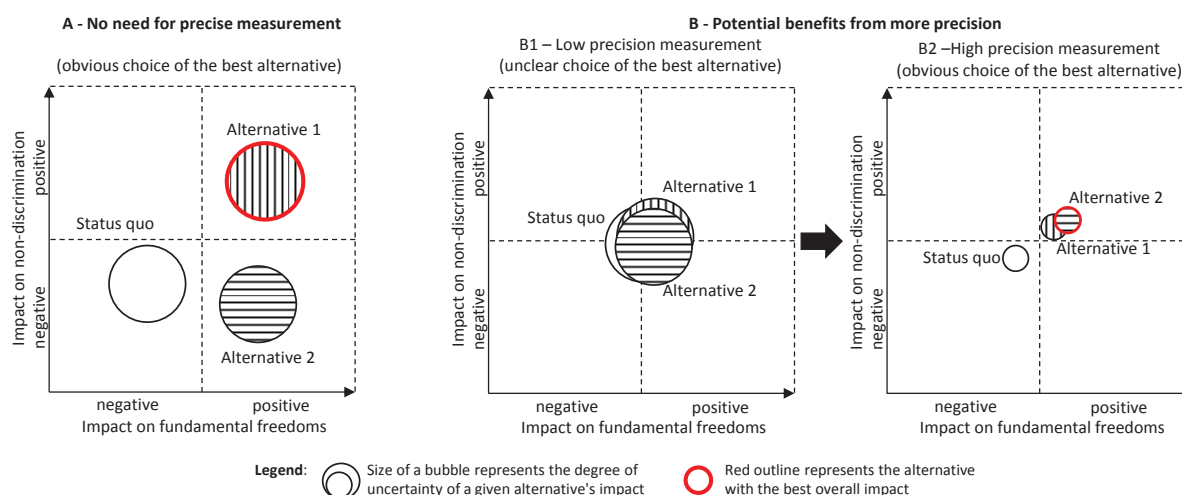 A - No need for precise measurement
(obvious choice of the best alternative)
Impact on non-discrimination
positive
negative
Alternative 1
Status quo
Alternative 2
negative
positive
Impact on fundamental freedoms
B - Potential benefits from more precision
B1 – Low precision measurement
(unclear choice of the best alternative)
Impact on non-discrimination
positive
negative
Alternative 1
Status quo
Alternative 2
negative
positive
Impact on fundamental freedoms
B2 –High precision measurement
(obvious choice of the best alternative)
Impact on non-discrimination
positive
negative
Alternative 2
Status quo
Alternative 1
negative
positive
Impact on fundamental freedoms
Legend:
Size of a bubble represents the degree of
uncertainty of a given alternative's impact
Red outline represents the alternative
with the best overall impact